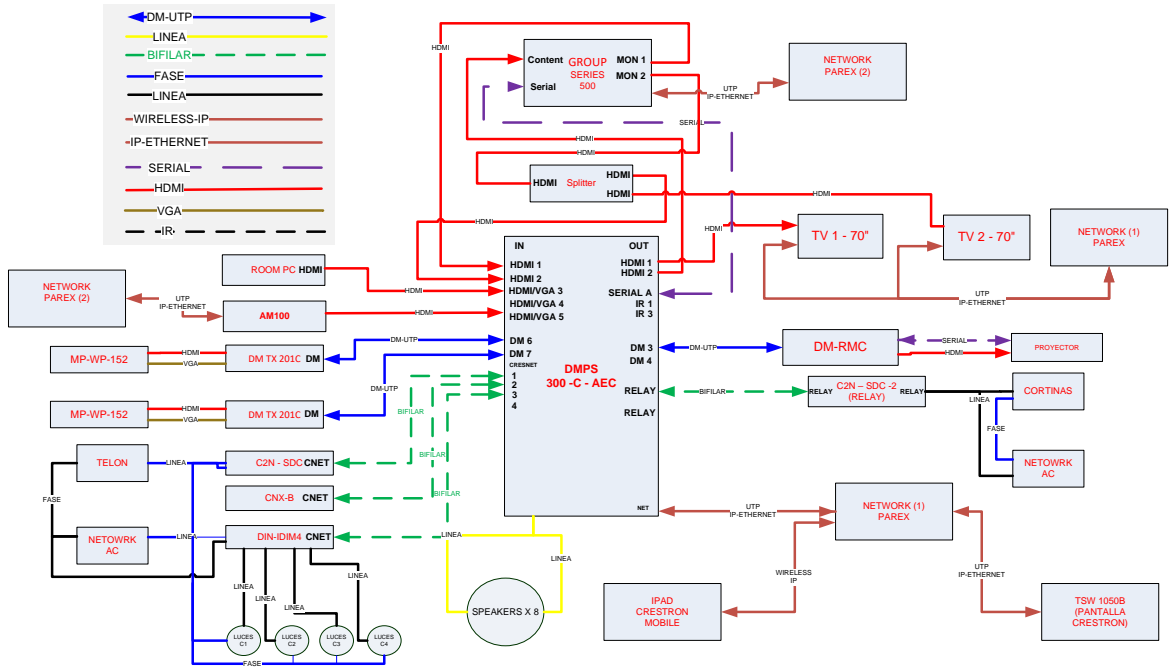 DM-UTP
LINEA
BIFILAR
FASE
LINEA
WIRELESS-IP
IP-ETHERNET
SERIAL
HDMI
VGA
IR
HDMI
Content
GROUP
SERIES
500
MON 1
MON 2
Serial
UTP
IP-ETHERNET
NETWORK
PAREX (2)
SERIAL
HDMI
HDMI
HDMI
Splitter
HDMI
HDMI
HDMI
HDMI
HDMI
TV 1 - 70"
TV 2 - 70"
NETWORK (1)
PAREX
UTP
IP-ETHERNET
NETWORK
PAREX (2)
UTP
IP-ETHERNET
ROOM PC HDMI
HDMI
AM100
HDMI
IN
OUT
HDMI 1
HDMI 2
HDMI/VGA 3
HDMI/VGA 4
HDMI/VGA 5
DM 6
DM 7
CRESNET
1
2
3
4
HDMI 1
HDMI 2
SERIAL A
IR 1
IR 3
DM 3
DM 4
RELAY
RELAY
NET
DMPS
300 -C - AEC
MP-WP-152
HDMI
VGA
DM TX 201C DM
DM-UTP
MP-WP-152
HDMI
VGA
DM TX 201C DM
DM-UTP
DM-UTP
DM-RMC
SERIAL
HDMI
PROYECTOR
BIFILAR
RELAY
C2N – SDC -2
(RELAY)
RELAY
LINEA
FASE
CORTINAS
NETOWRK
AC
TELON
LINEA
C2N - SDC CNET
BIFILAR
BIFILAR
BIFILAR
FASE
CNX-B CNET
NETOWRK
AC
LINEA
DIN-IDIM4 CNET
LINEA
LINEA
LINEA
LINEA
LUCES
C1
LUCES
C2
LUCES
C3
LUCES
C4
FASE
LINEA
LINEA
SPEAKERS X 8
UTP
IP-ETHERNET
NETWORK (1)
PAREX
WIRELESS
IP
UTP
IP-ETHERNET
IPAD
CRESTRON
MOBILE
TSW 1050B
(PANTALLA
CRESTRON)